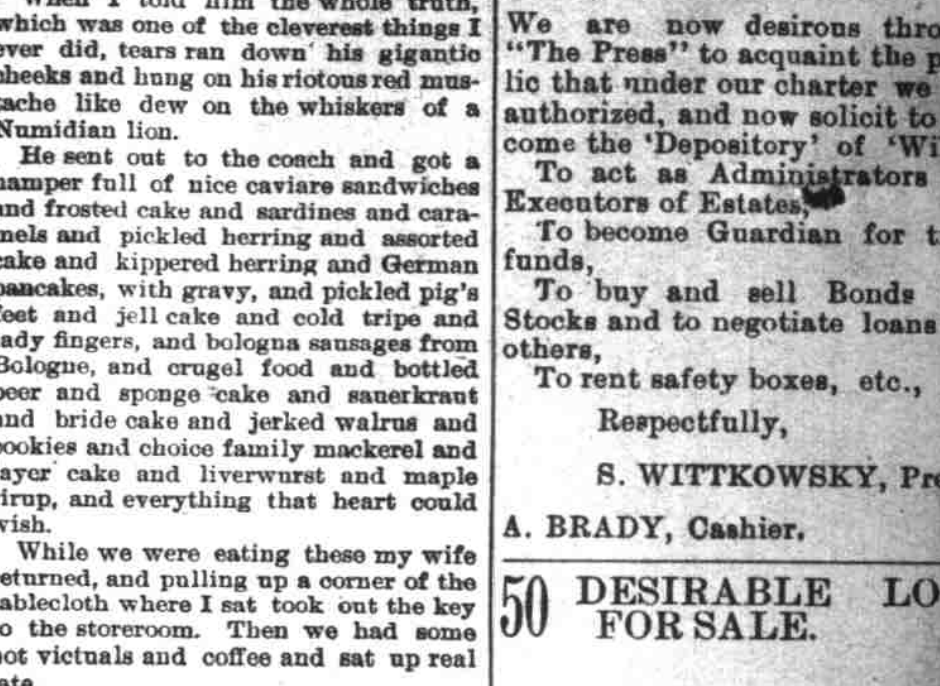 When I told him the whole truth,
which was one of the cleverest things I
ever did, tears ran down his gigantic
cheeks and hung on his riotous red mus-
tache like dew on the whiskers of a
Numidian lion.
He sent out to the coach and got a
hamper full of nice caviare sandwiches
and frosted cake and sardines and cara-
mels and pickled herring and assorted
cake and kippered herring and German
pancakes, with gravy, and pickled pig's
feet and jell cake and cold tripe and
lady fingers, and bologna sausages from
Bologne, and crugel food and bottled
beer and sponge cake and sauerkraut
and bride cake and jerked walrus and
cookies and choice family mackerel and
layer cake and liverwurst and maple
sirup, and everything that heart could
wish.
While we were eating these my wife
returned, and pulling up a corner of the
tablecloth where I sat took out the key
to the storeroom. Then we had some
hot victuals and coffee and sat up real
late.
We are now desirous thro
"The Press" to acquaint the p
lic that under our charter we
authorized, and now solicit to
come the 'Depository' of 'Wi
To act as Administrators
Executors of Estates,
To become Guardian for t
funds,
To buy and sell Bonds
Stocks and to negotiate loans
others,
To rent safety boxes, etc.,
Respectfully,
S. WITTKOWSKY, Pre
A. BRADY, Cashier.
50 DESIRABLE LO
FOR SALE.